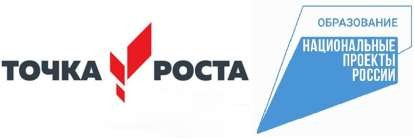 ТОЧКА РОСТА
ОБРАЗОВАНИЕ
НАЦИОНАЛЬНЫЕ
ПРОЕКТЫ
РОССИИ